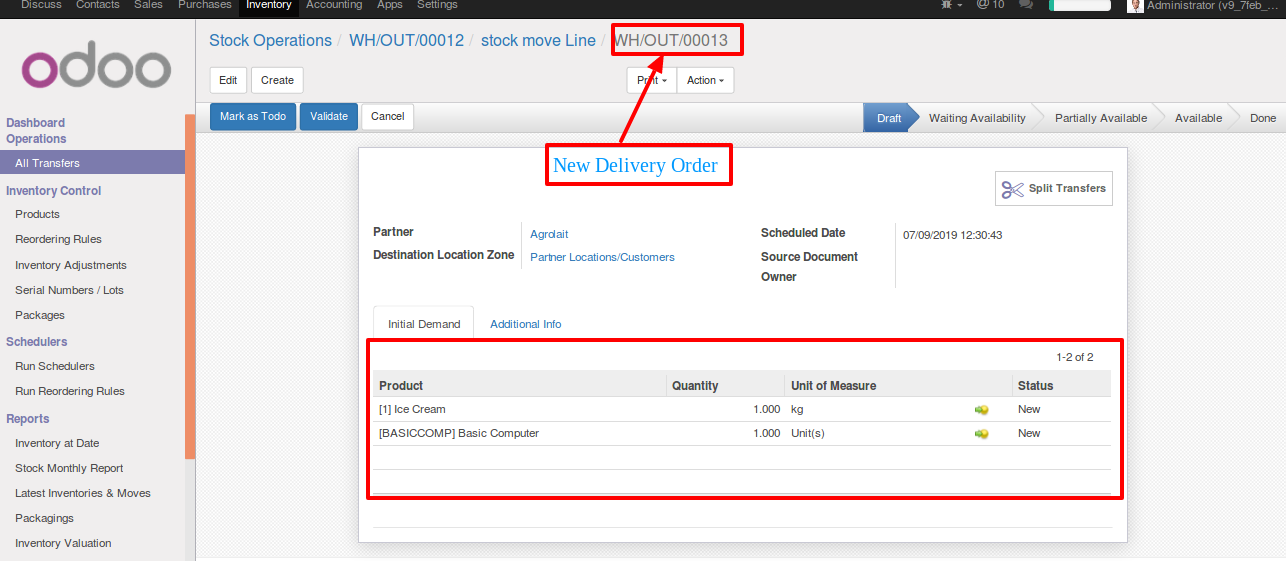 Discuss Contacts Sales Purchases Inventory Accounting Apps Settings @ 10 Administrator (v9_7feb_...
odoo
Stock Operations / WH/OUT/00012 / stock move Line / WH/OUT/00013
Edit Create Print Action
Mark as Todo Validate Cancel Draft Waiting Availability Partially Available Available Done
Dashboard
Operations
All Transfers
Inventory Control
Products
Reordering Rules
Inventory Adjustments
Serial Numbers / Lots
Packages
Schedulers
Run Schedulers
Run Reordering Rules
Reports
Inventory at Date
Stock Monthly Report
Latest Inventories & Moves
Packagings
Inventory Valuation
New Delivery Order
Split Transfers
Partner Agrolait
Destination Location Zone Partner Locations/Customers
Scheduled Date 07/09/2019 12:30:43
Source Document
Owner
Initial Demand Additional Info
1-2 of 2
Product Quantity Unit of Measure Status
[1] Ice Cream 1.000 kg New
[BASICCOMP] Basic Computer 1.000 Unit(s) New